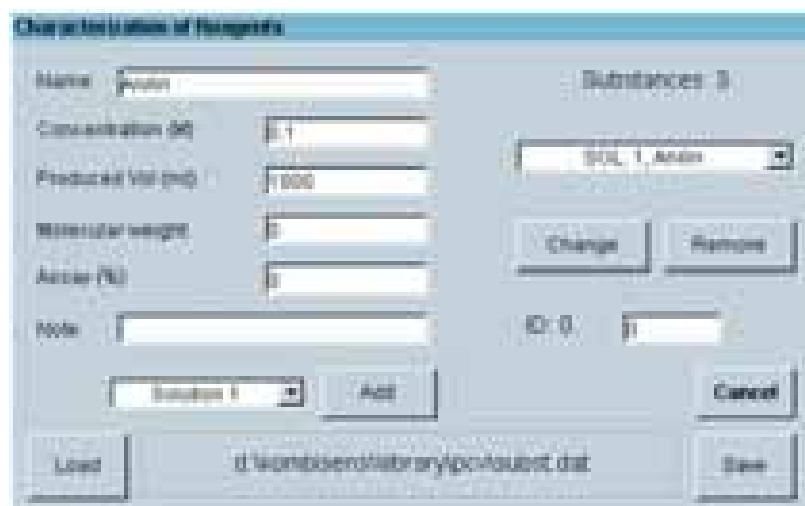 Characterization of Reagents
Name
Substances: 3
Concentration (M) 0.1
SOL, 1,
Produced Vol (ml) 1000
Molecular weight 0
Change Remove
Assay (%) 0
Note
ID: 0
Solution 1 Add
Cancel
Load
Save